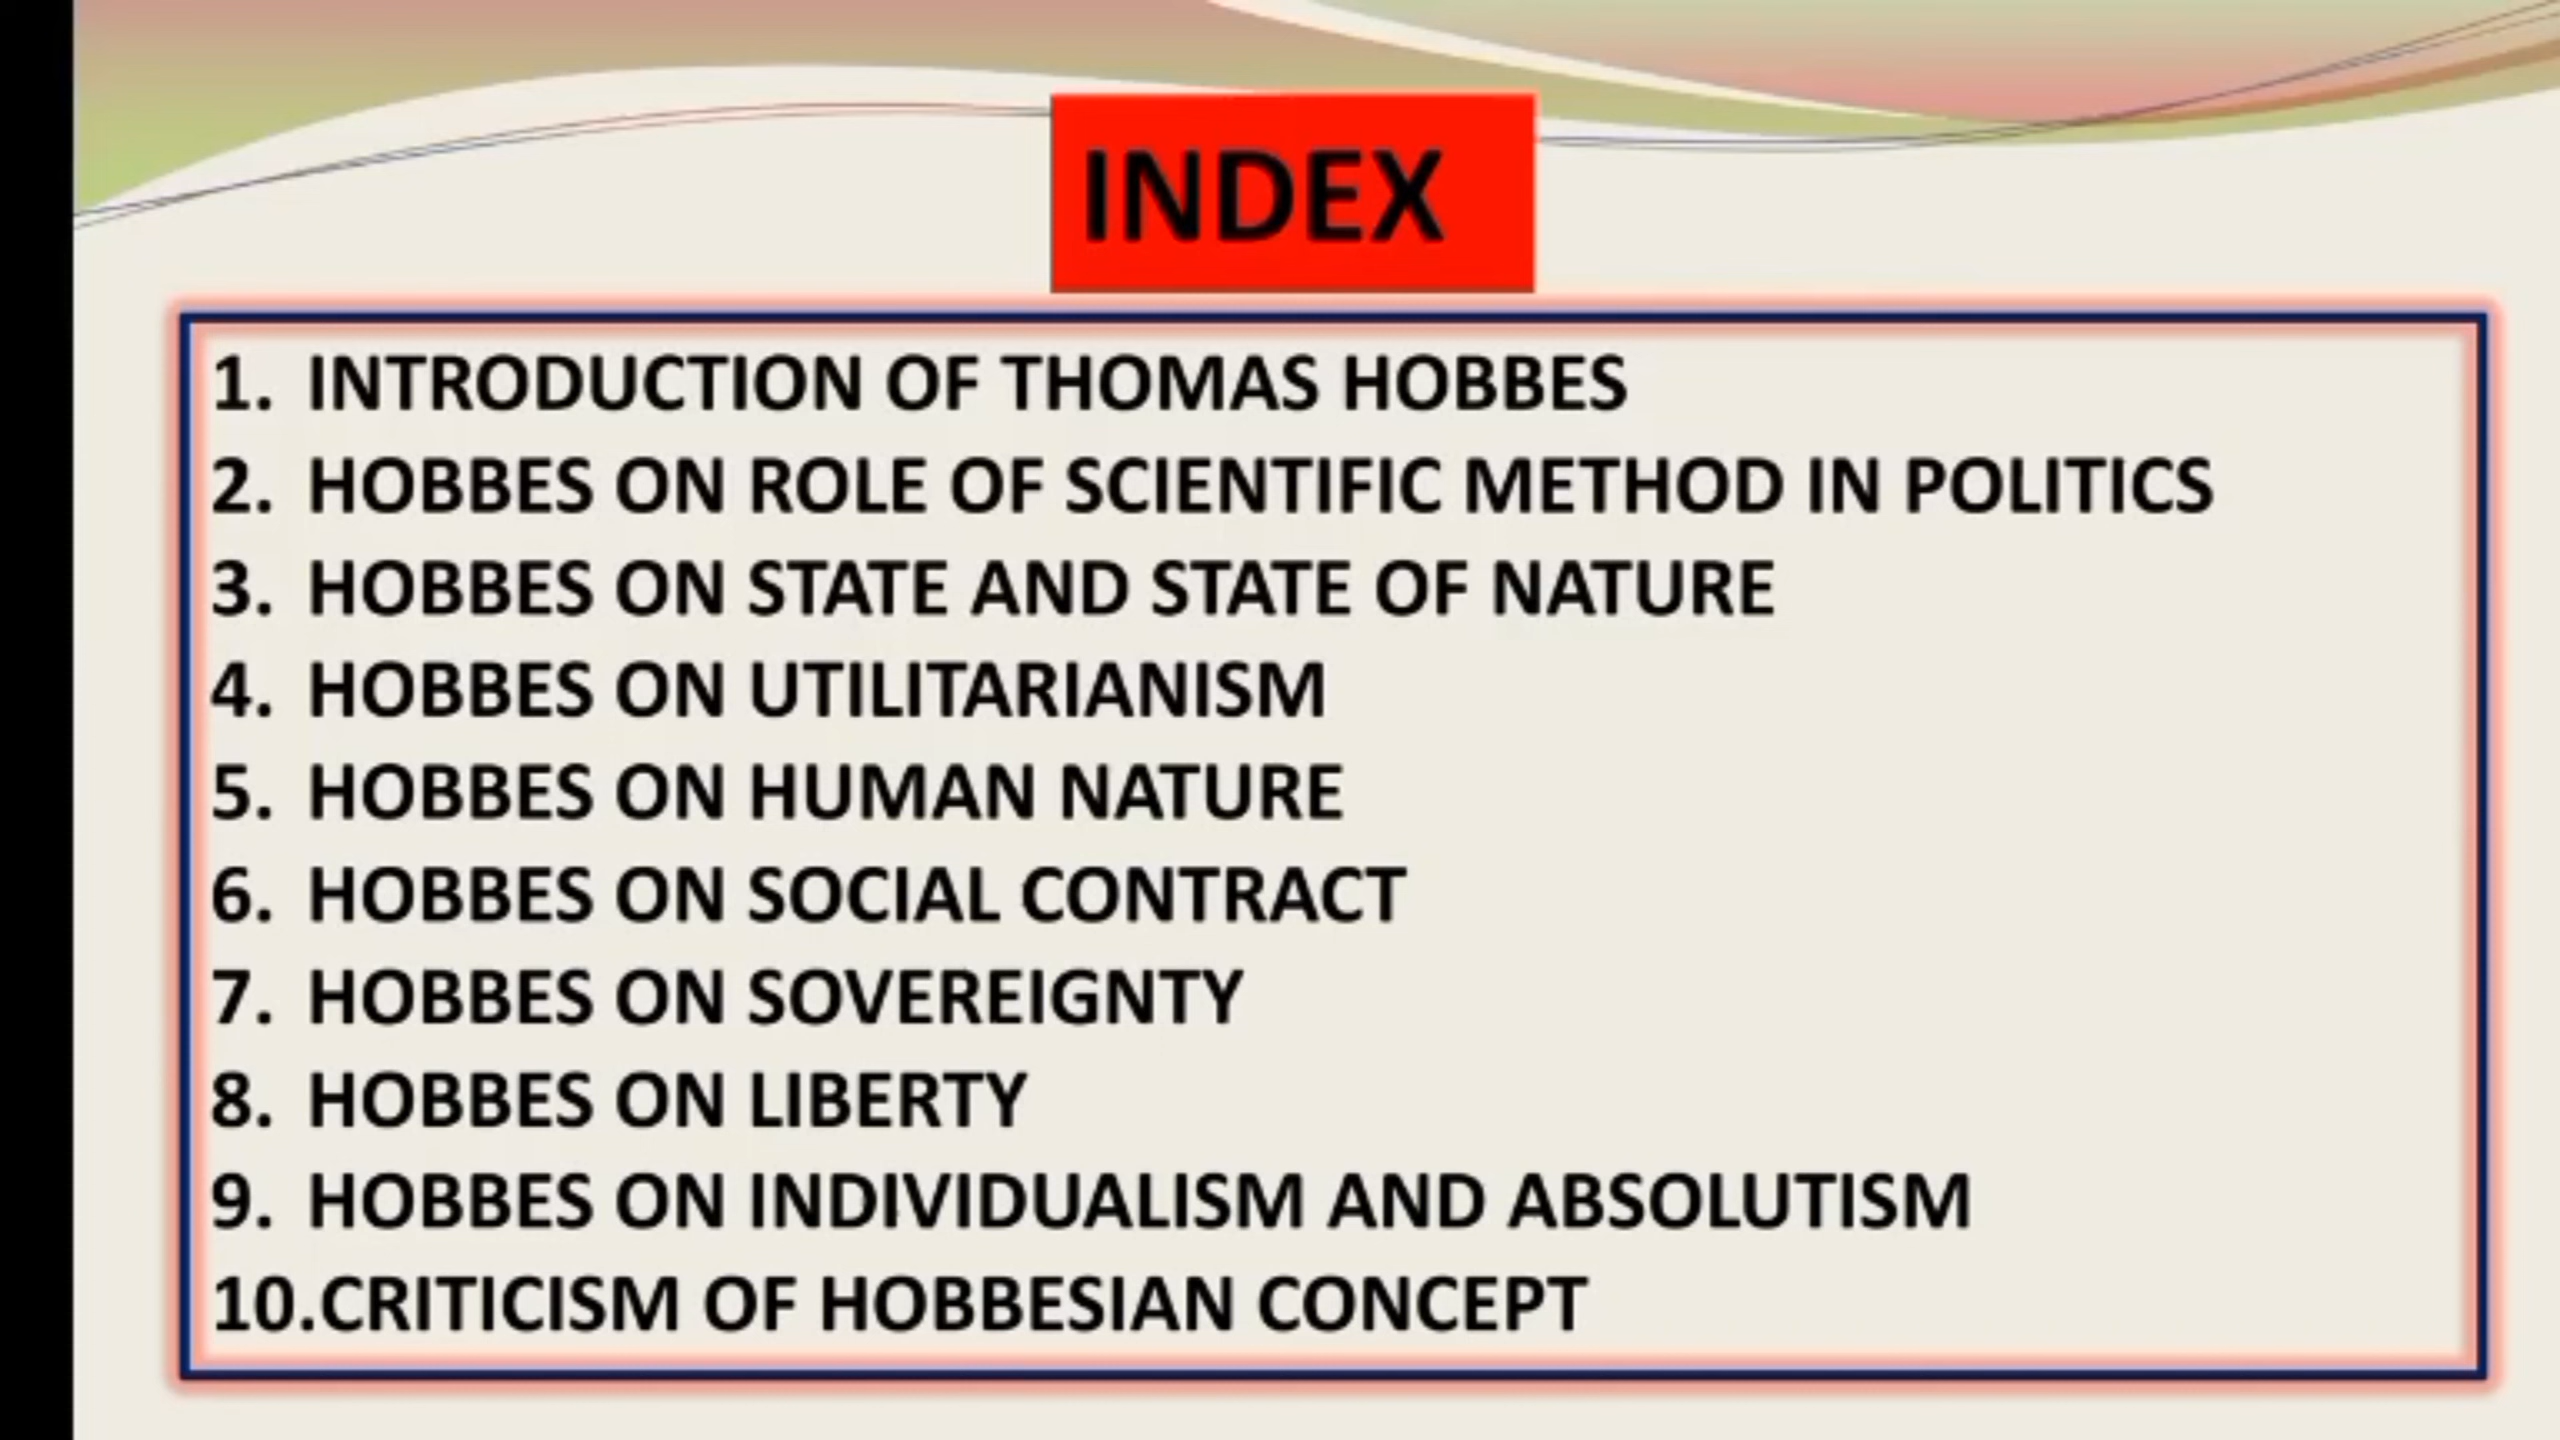 INDEX
1. INTRODUCTION OF THOMAS HOBBES
2. HOBBES ON ROLE OF SCIENTIFIC METHOD IN POLITICS
3. HOBBES ON STATE AND STATE OF NATURE
4. HOBBES ON UTILITARIANISM
5. HOBBES ON HUMAN NATURE
6. HOBBES ON SOCIAL CONTRACT
7. HOBBES ON SOVEREIGNTY
8. HOBBES ON LIBERTY
9. HOBBES ON INDIVIDUALISM AND ABSOLUTISM
10.CRITICISM OF HOBBESIAN CONCEPT